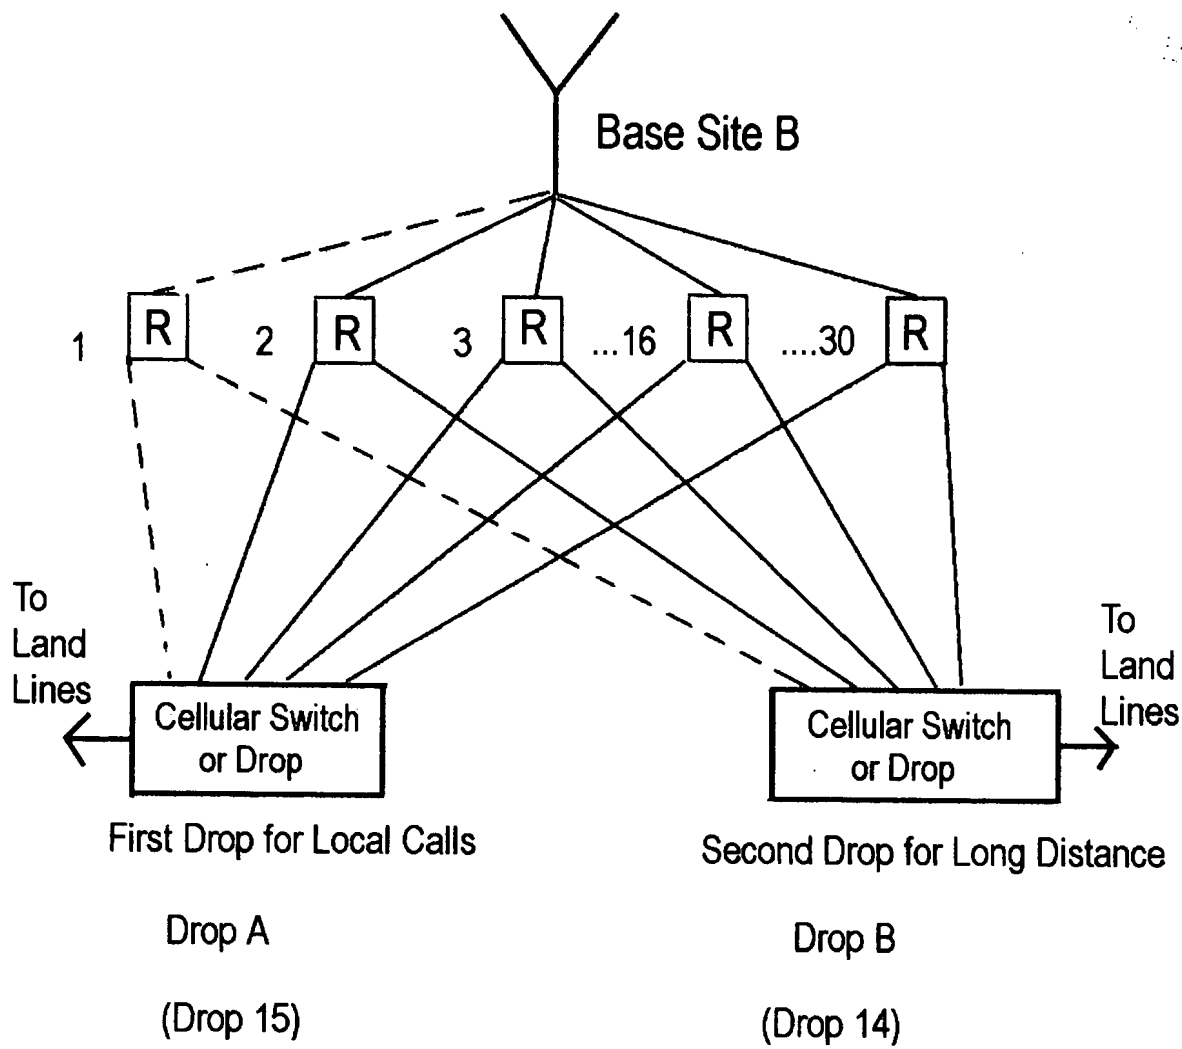 Base Site B
1 R 2 R 3 R ...16 R ....30 R
To
Land
Lines
To
Land
Lines
Cellular Switch
or Drop
Cellular Switch
or Drop
First Drop for Local Calls
Second Drop for Long Distance
Drop A
Drop B
(Drop 15)
(Drop 14)